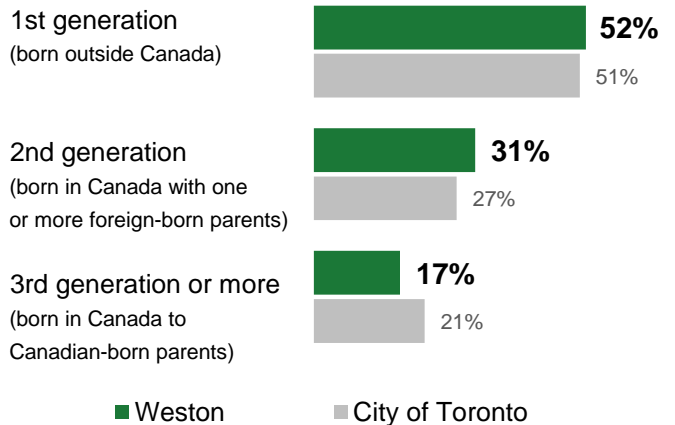 1st generation
(born outside Canada)
52%
51%
2nd generation
(born in Canada with one
or more foreign-born parents)
31%
27%
3rd generation or more
(born in Canada to
Canadian-born parents)
17%
21%
Weston City of Toronto